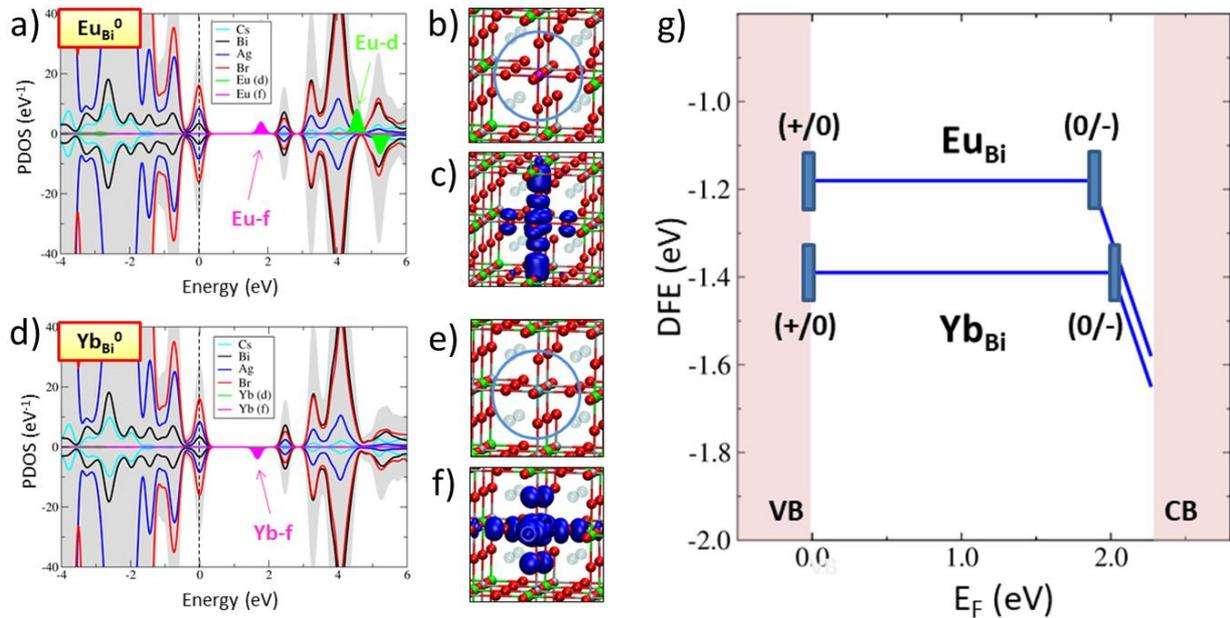 a)
Eu_Bi^0
Cs
Bi
Ag
Br
Eu (d)
Eu (f)
Eu-d
Eu-f
PDOS (eV⁻¹)
40
20
0
-20
-40
-4 -2 0 2 4 6
Energy (eV)
b)
c)
d)
Yb_Bi^0
Cs
Bi
Ag
Br
Yb (d)
Yb (f)
Yb-f
PDOS (eV⁻¹)
40
20
0
-20
-40
-4 -2 0 2 4 6
Energy (eV)
e)
f)
g)
DFE (eV)
-1.0
-1.2
-1.4
-1.6
-1.8
-2.0
(+/0) Eu_Bi (0/-)
(+/0) Yb_Bi (0/-)
VB CB
0.0 1.0 2.0
VB
E_F (eV)